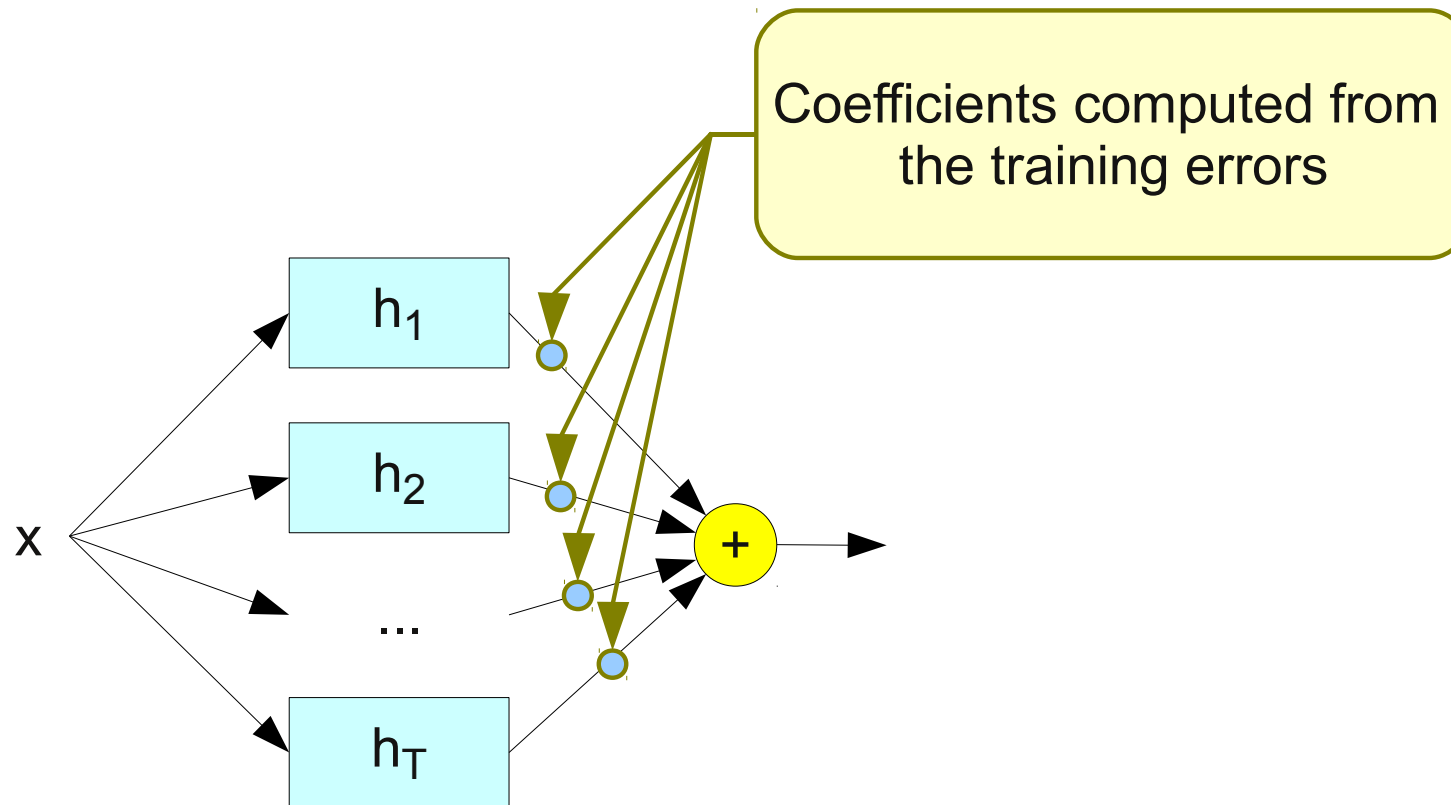 Coefficients computed from
the training errors
h1
h2
x
+
...
hT